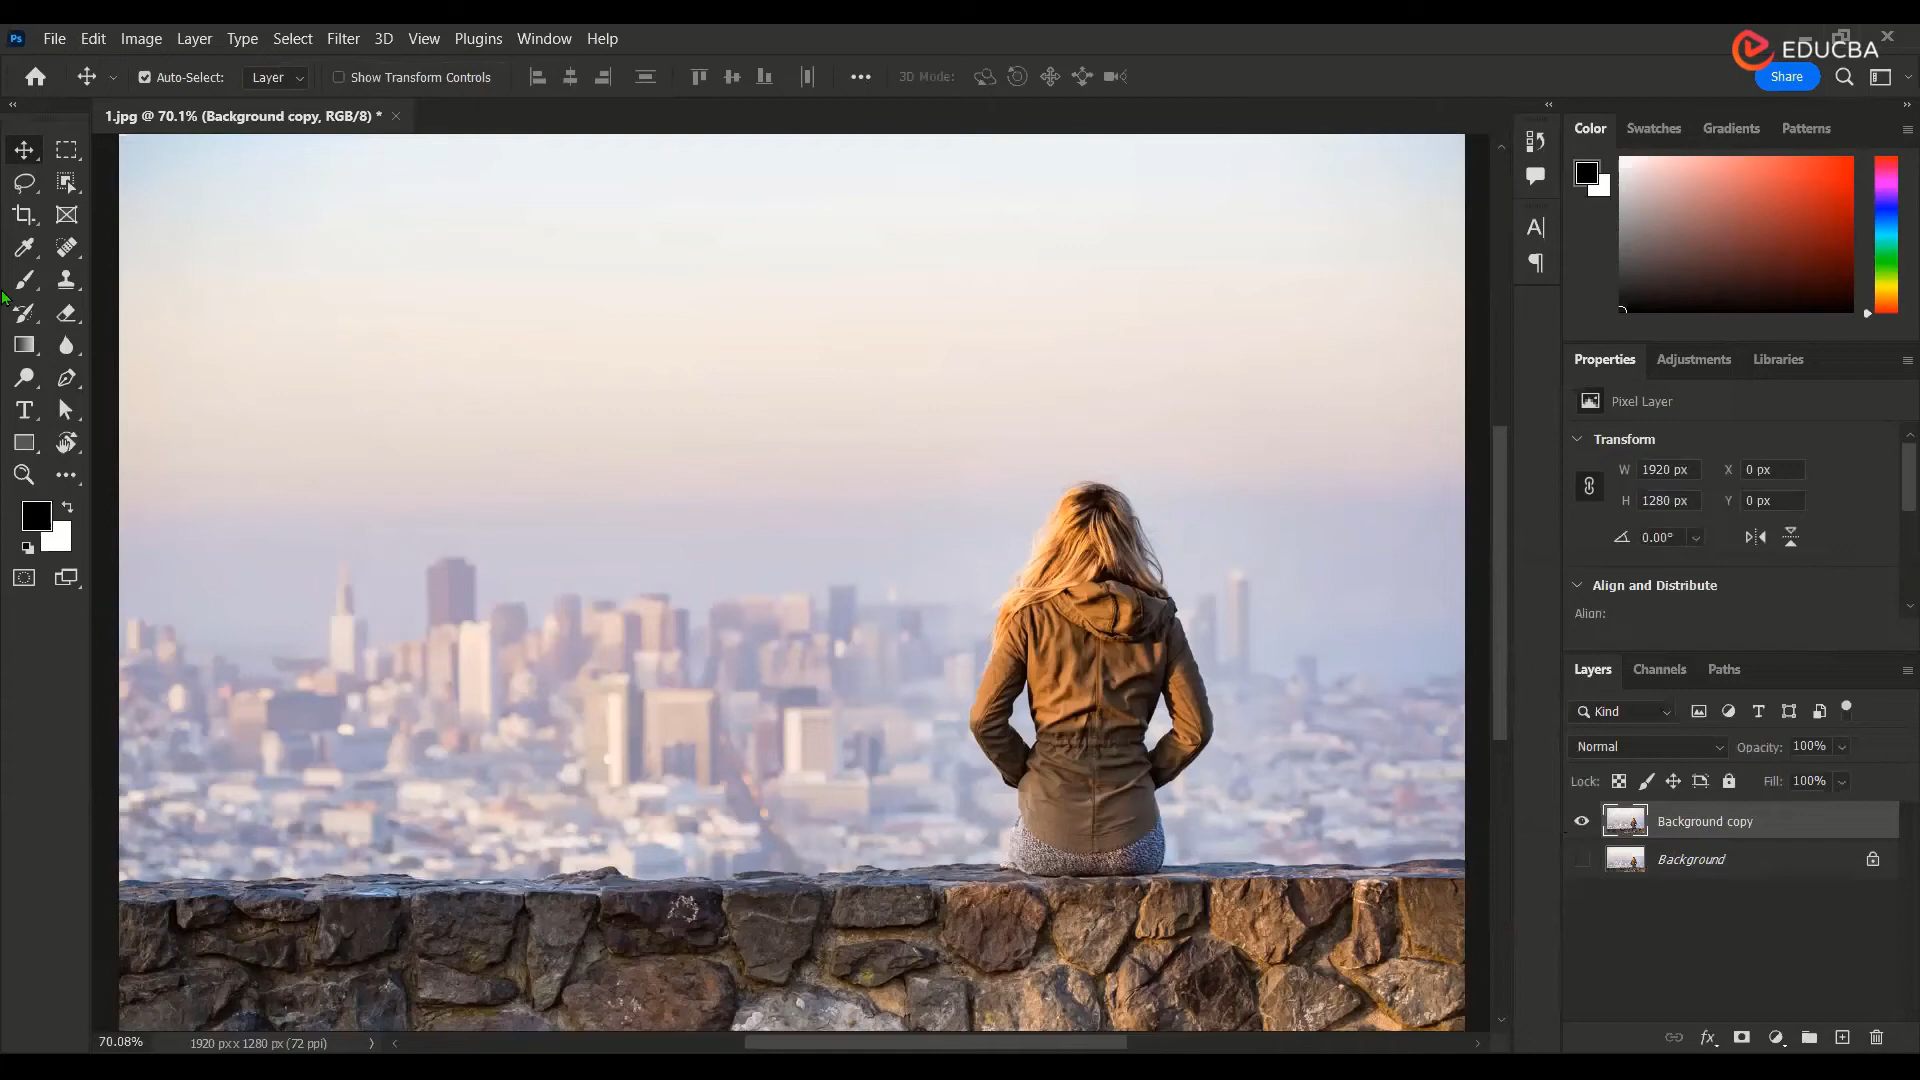 Ps File Edit Image Layer Type Select Filter 3D View Plugins Window Help
EDUCBA
Auto-Select: Layer Show Transform Controls 3D Mode: Share
1.jpg @ 70.1% (Background copy, RGB/8) *
Color Swatches Gradients Patterns
Properties Adjustments Libraries
Pixel Layer
Transform
W 1920 px X 0 px
H 1280 px Y 0 px
0.00°
Align and Distribute
Align:
Layers Channels Paths
Kind
Normal Opacity: 100%
Lock: Fill: 100%
Background copy
Background
fx
70.08% 1920 px x 1280 px (72 ppi)